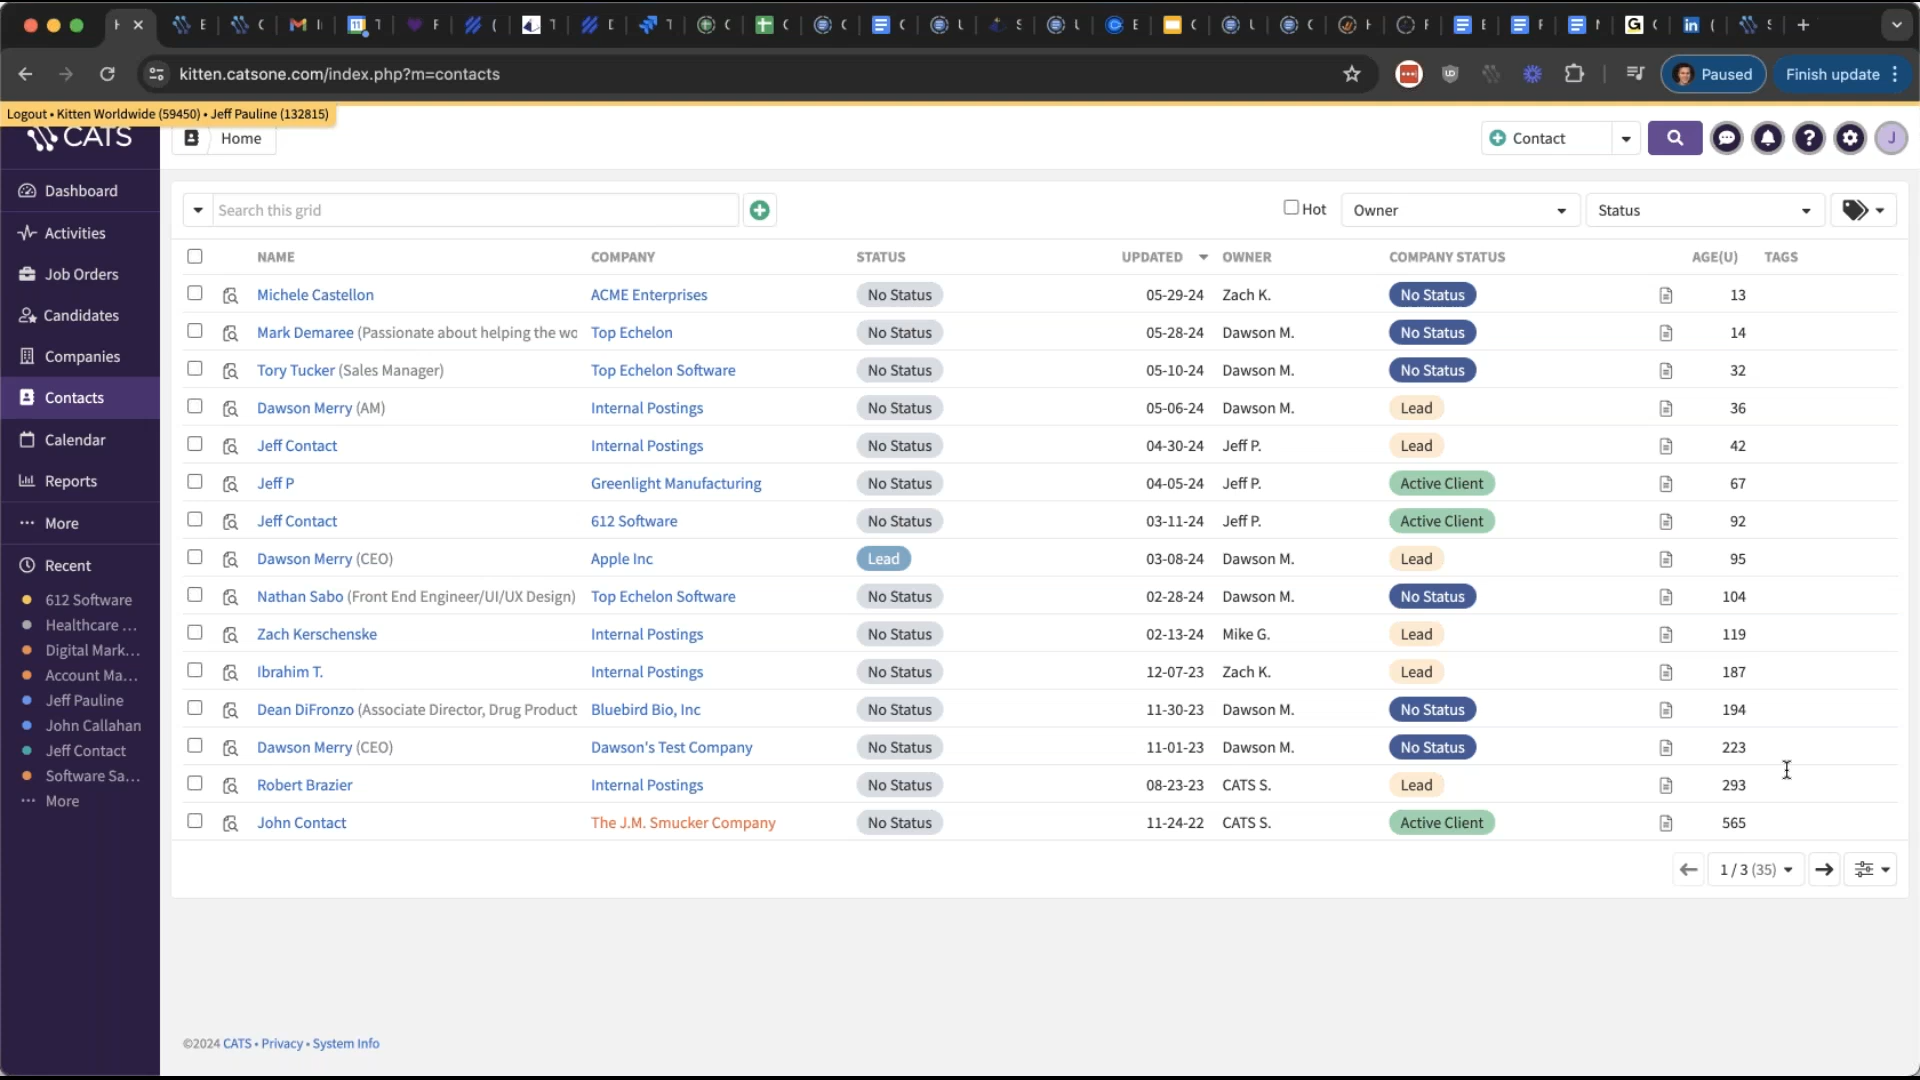 kitten.catsone.com/index.php?m=contacts
Paused
Finish update
Logout • Kitten Worldwide (59450) • Jeff Pauline (132815)
CATS
Home
Contact
J
Dashboard
Activities
Job Orders
Candidates
Companies
Contacts
Calendar
Reports
More
Recent
612 Software
Healthcare ...
Digital Mark...
Account Ma...
Jeff Pauline
John Callahan
Jeff Contact
Software Sa...
More
Search this grid
Hot
Owner
Status
NAME COMPANY STATUS UPDATED OWNER COMPANY STATUS AGE(U) TAGS
Michele Castellon ACME Enterprises No Status 05-29-24 Zach K. No Status 13
Mark Demaree (Passionate about helping the wo Top Echelon No Status 05-28-24 Dawson M. No Status 14
Tory Tucker (Sales Manager) Top Echelon Software No Status 05-10-24 Dawson M. No Status 32
Dawson Merry (AM) Internal Postings No Status 05-06-24 Dawson M. Lead 36
Jeff Contact Internal Postings No Status 04-30-24 Jeff P. Lead 42
Jeff P Greenlight Manufacturing No Status 04-05-24 Jeff P. Active Client 67
Jeff Contact 612 Software No Status 03-11-24 Jeff P. Active Client 92
Dawson Merry (CEO) Apple Inc Lead 03-08-24 Dawson M. Lead 95
Nathan Sabo (Front End Engineer/UI/UX Design) Top Echelon Software No Status 02-28-24 Dawson M. No Status 104
Zach Kerschenske Internal Postings No Status 02-13-24 Mike G. Lead 119
Ibrahim T. Internal Postings No Status 12-07-23 Zach K. Lead 187
Dean DiFronzo (Associate Director, Drug Product Bluebird Bio, Inc No Status 11-30-23 Dawson M. No Status 194
Dawson Merry (CEO) Dawson's Test Company No Status 11-01-23 Dawson M. No Status 223
Robert Brazier Internal Postings No Status 08-23-23 CATS S. Lead 293
John Contact The J.M. Smucker Company No Status 11-24-22 CATS S. Active Client 565
1 / 3 (35)
©2024 CATS • Privacy • System Info